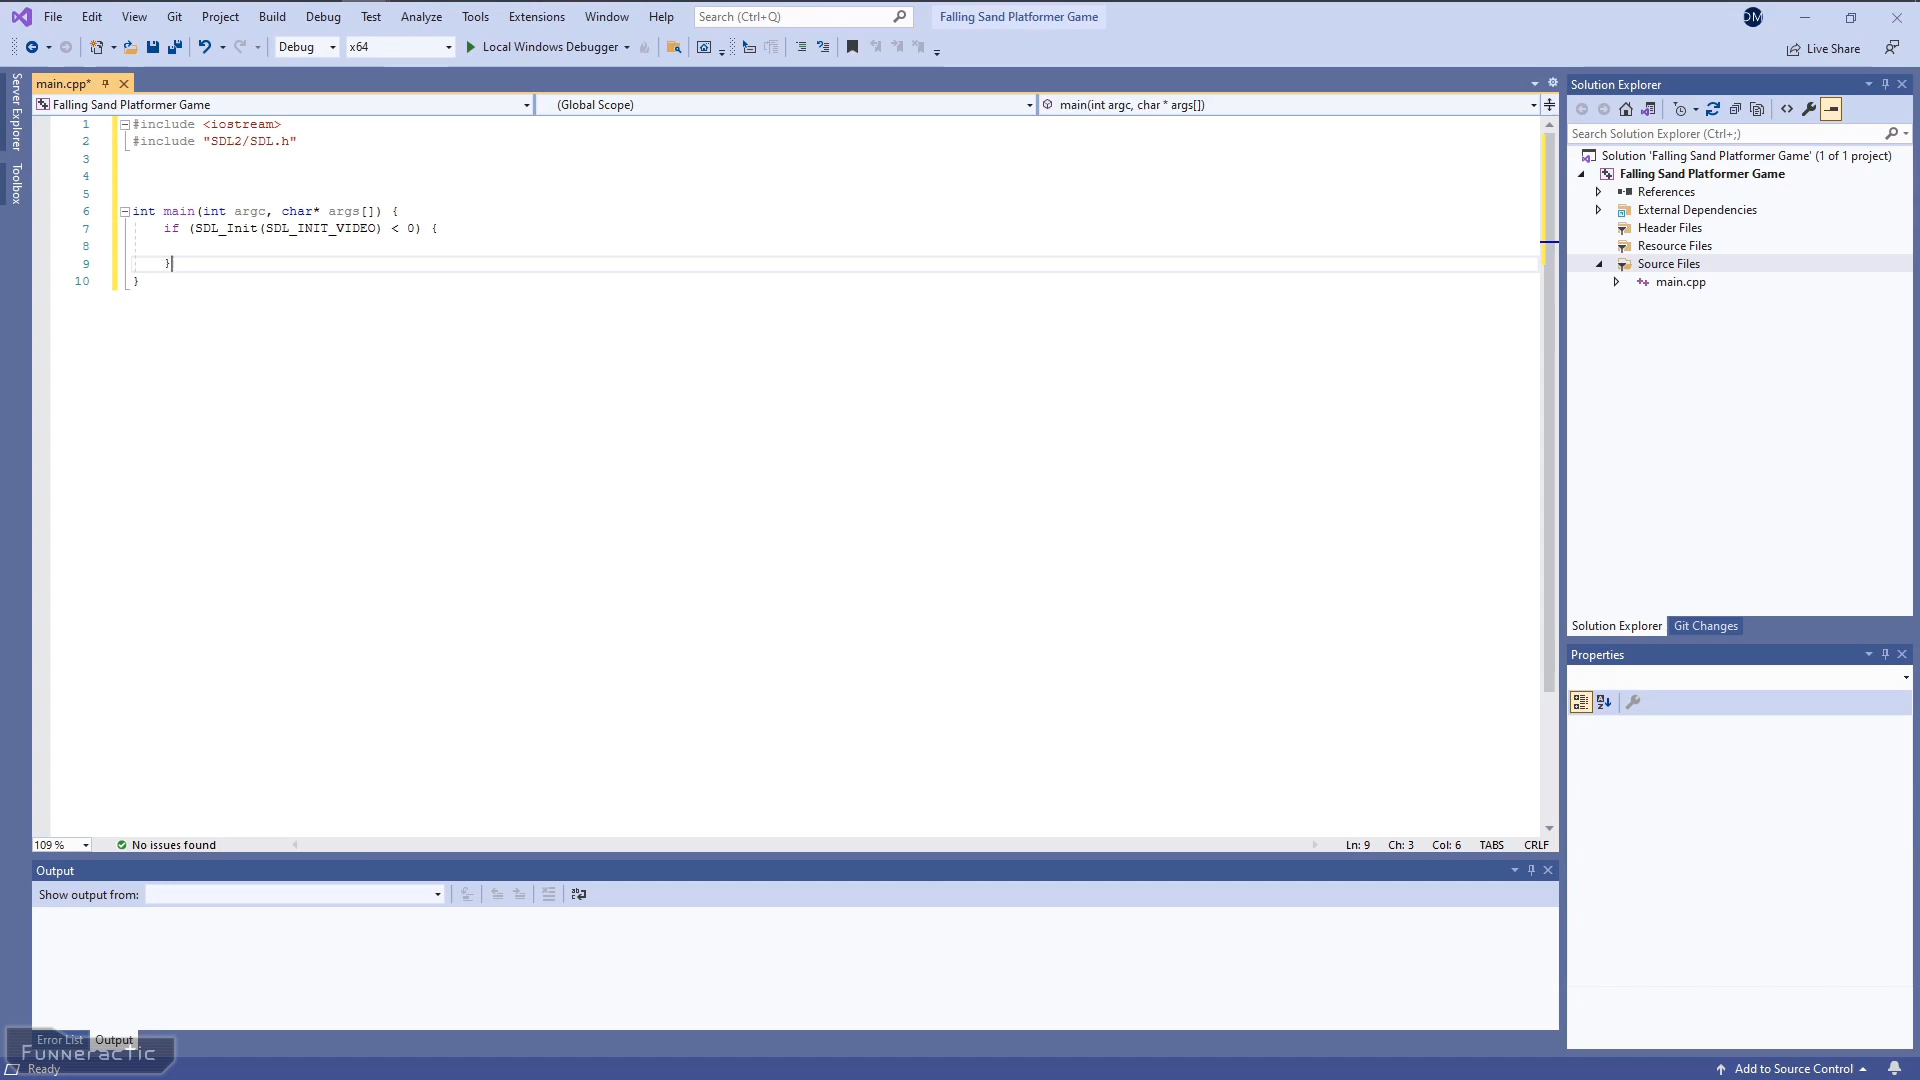 File Edit View Git Project Build Debug Test Analyze Tools Extensions Window Help Search (Ctrl+Q) Falling Sand Platformer Game DM
Debug x64 Local Windows Debugger Live Share
Server Explorer
Toolbox
main.cpp*
Falling Sand Platformer Game (Global Scope) main(int argc, char * args[])
1 #include <iostream>
2 #include "SDL2/SDL.h"
3
4
5
6 int main(int argc, char* args[]) {
7 if (SDL_Init(SDL_INIT_VIDEO) < 0) {
8
9 }
10 }
109 % No issues found Ln: 9 Ch: 3 Col: 6 TABS CRLF
Output
Show output from:
Error List Output
Funneractic
Ready
Solution Explorer
Search Solution Explorer (Ctrl+;)
Solution 'Falling Sand Platformer Game' (1 of 1 project)
Falling Sand Platformer Game
References
External Dependencies
Header Files
Resource Files
Source Files
main.cpp
Solution Explorer Git Changes
Properties
Add to Source Control